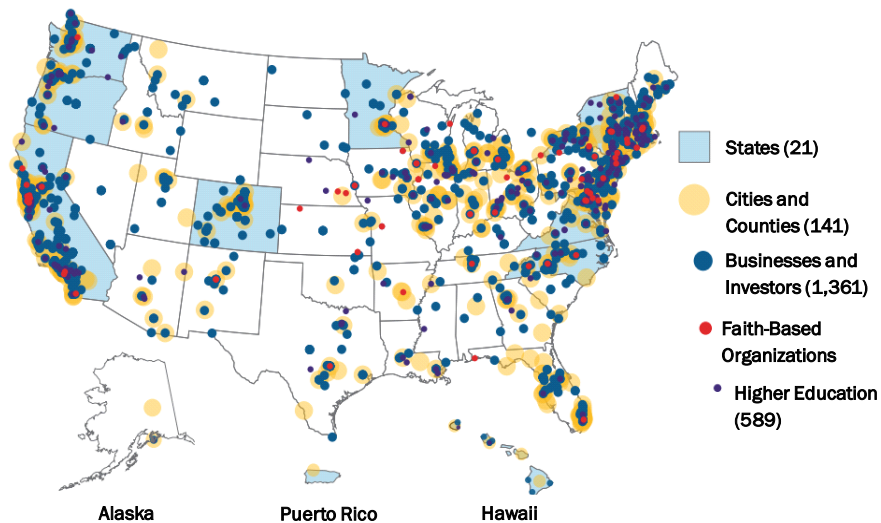 States (21)
Cities and
Counties (141)
Businesses and
Investors (1,361)
Faith-Based
Organizations
Higher Education
(589)
Alaska
Puerto Rico
Hawaii